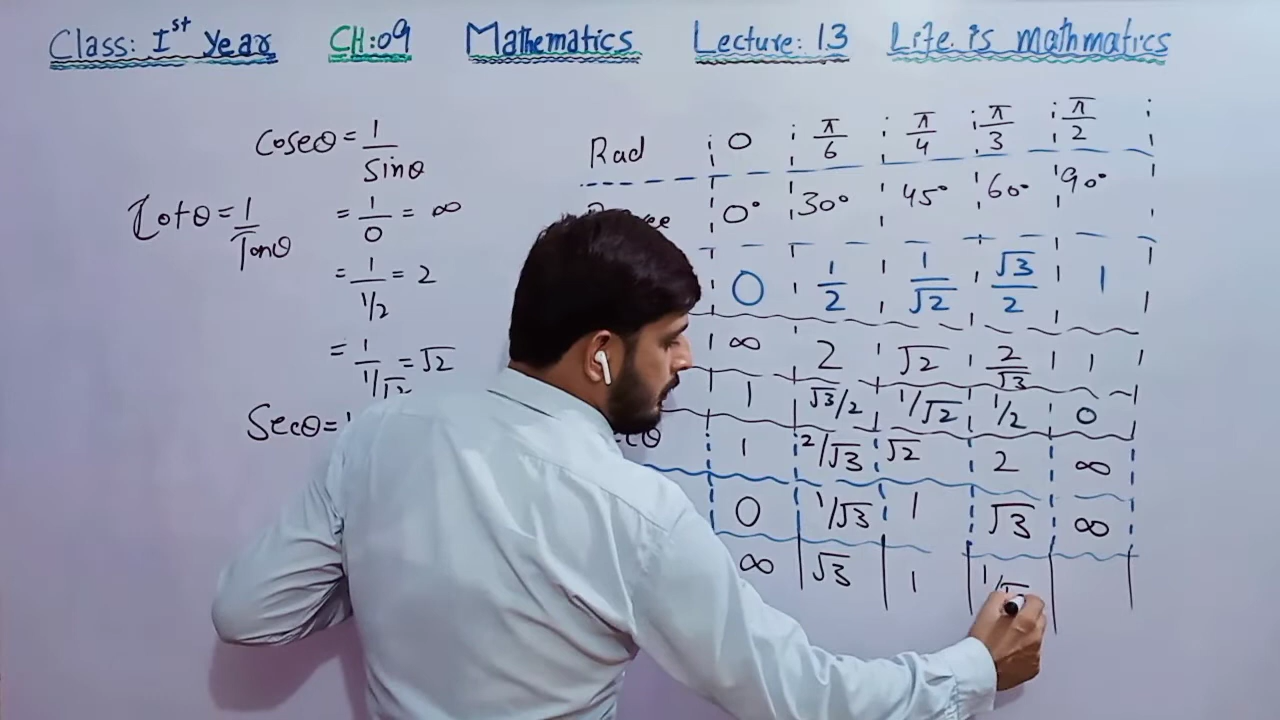 Class: Ist Year CH:09 Mathematics Lecture: 13 Life is mathmatics
Cosecθ = 1/Sinθ
= 1/0 = ∞
= 1/1/2 = 2
= 1/1/√2 = √2
Cotθ = 1/Tanθ
Secθ = 1
Rad 0 π/6 π/4 π/3 π/2
0° 30° 45° 60° 90°
0 1/2 1/√2 √3/2 1
∞ 2 √2 2/√3 1
1 √3/2 1/√2 1/2 0
1 2/√3 √2 2 ∞
0 1/√3 1 √3 ∞
∞ √3 1 1/√